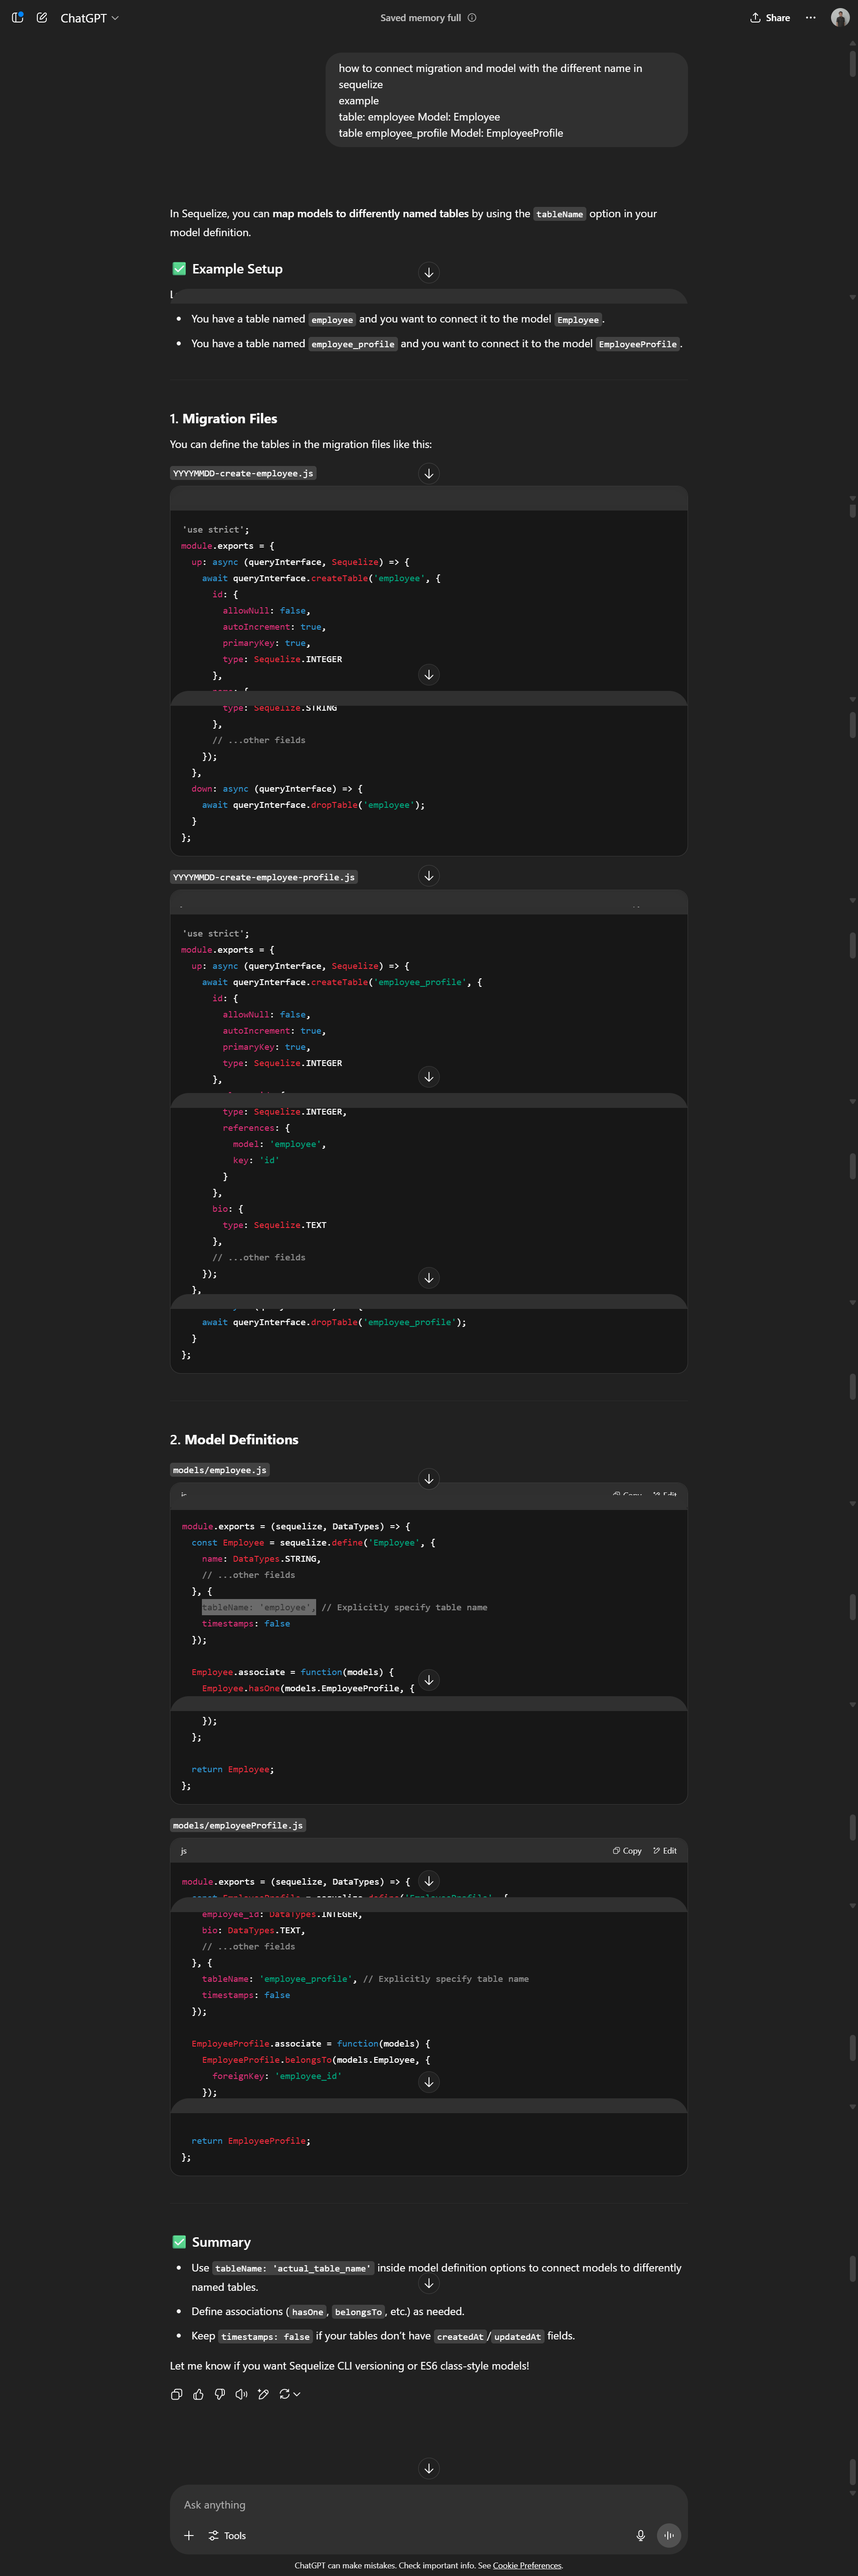 ChatGPT
Saved memory full
Share
how to connect migration and model with the different name in
sequelize
example
table: employee Model: Employee
table employee_profile Model: EmployeeProfile
In Sequelize, you can map models to differently named tables by using the tableName option in your
model definition.
✅ Example Setup
You have a table named employee and you want to connect it to the model Employee.
You have a table named employee_profile and you want to connect it to the model EmployeeProfile.
1. Migration Files
You can define the tables in the migration files like this:
YYYYMMDD-create-employee.js
'use strict';
module.exports = {
up: async (queryInterface, Sequelize) => {
await queryInterface.createTable('employee', {
id: {
allowNull: false,
autoIncrement: true,
primaryKey: true,
type: Sequelize.INTEGER
},
type: Sequelize.STRING
},
// ...other fields
});
},
down: async (queryInterface) => {
await queryInterface.dropTable('employee');
}
};
YYYYMMDD-create-employee-profile.js
'use strict';
module.exports = {
up: async (queryInterface, Sequelize) => {
await queryInterface.createTable('employee_profile', {
id: {
allowNull: false,
autoIncrement: true,
primaryKey: true,
type: Sequelize.INTEGER
},
type: Sequelize.INTEGER,
references: {
model: 'employee',
key: 'id'
}
},
bio: {
type: Sequelize.TEXT
},
// ...other fields
});
},
await queryInterface.dropTable('employee_profile');
}
};
2. Model Definitions
models/employee.js
module.exports = (sequelize, DataTypes) => {
const Employee = sequelize.define('Employee', {
name: DataTypes.STRING,
// ...other fields
}, {
tableName: 'employee', // Explicitly specify table name
timestamps: false
});
Employee.associate = function(models) {
Employee.hasOne(models.EmployeeProfile, {
});
};
return Employee;
};
models/employeeProfile.js
js
Copy
Edit
module.exports = (sequelize, DataTypes) => {
employee_id: DataTypes.INTEGER,
bio: DataTypes.TEXT,
// ...other fields
}, {
tableName: 'employee_profile', // Explicitly specify table name
timestamps: false
});
EmployeeProfile.associate = function(models) {
EmployeeProfile.belongsTo(models.Employee, {
foreignKey: 'employee_id'
});
return EmployeeProfile;
};
✅ Summary
Use tableName: 'actual_table_name' inside model definition options to connect models to differently
named tables.
Define associations (hasOne, belongsTo, etc.) as needed.
Keep timestamps: false if your tables don't have createdAt/updatedAt fields.
Let me know if you want Sequelize CLI versioning or ES6 class-style models!
Ask anything
Tools
ChatGPT can make mistakes. Check important info. See Cookie Preferences.